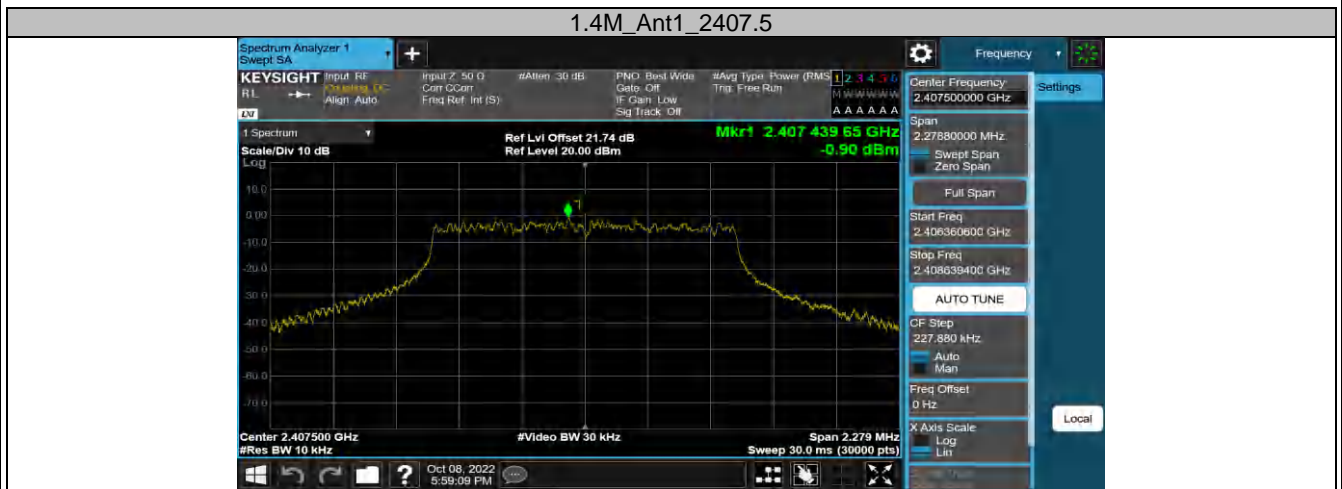 1.4M_Ant1_2407.5
Spectrum Analyzer 1
Swept SA
+
Frequency
KEYSIGHT
Input: RF
Input Z: 50 Ω
#Atten: 30 dB
PNO: Best Wide
#Avg Type: Power (RMS
1 2 3 4 5 6
RL
Coupling: DC
Corr CCorr
Gate: Off
Trig: Free Run
M W W W W W
Align: Auto
Freq Ref: Int (S)
IF Gain: Low
A A A A A A
LXI
Sig Track: Off
Center Frequency
2.407500000 GHz
Settings
1 Spectrum
Ref Lvl Offset 21.74 dB
Mkr1 2.407 439 65 GHz
Scale/Div 10 dB
Ref Level 20.00 dBm
-0.90 dBm
Log
Span
2.27880000 MHz
Swept Span
Zero Span
Full Span
Start Freq
2.406360600 GHz
Stop Freq
2.408639400 GHz
AUTO TUNE
CF Step
227.880 kHz
Auto
Man
Freq Offset
0 Hz
X Axis Scale
Log
Lin
Local
10.0
0.00
1
-10.0
-20.0
-30.0
-40.0
-50.0
-60.0
-70.0
Center 2.407500 GHz
#Video BW 30 kHz
Span 2.279 MHz
#Res BW 10 kHz
Sweep 30.0 ms (30000 pts)
?
Oct 08, 2022
5:59:09 PM